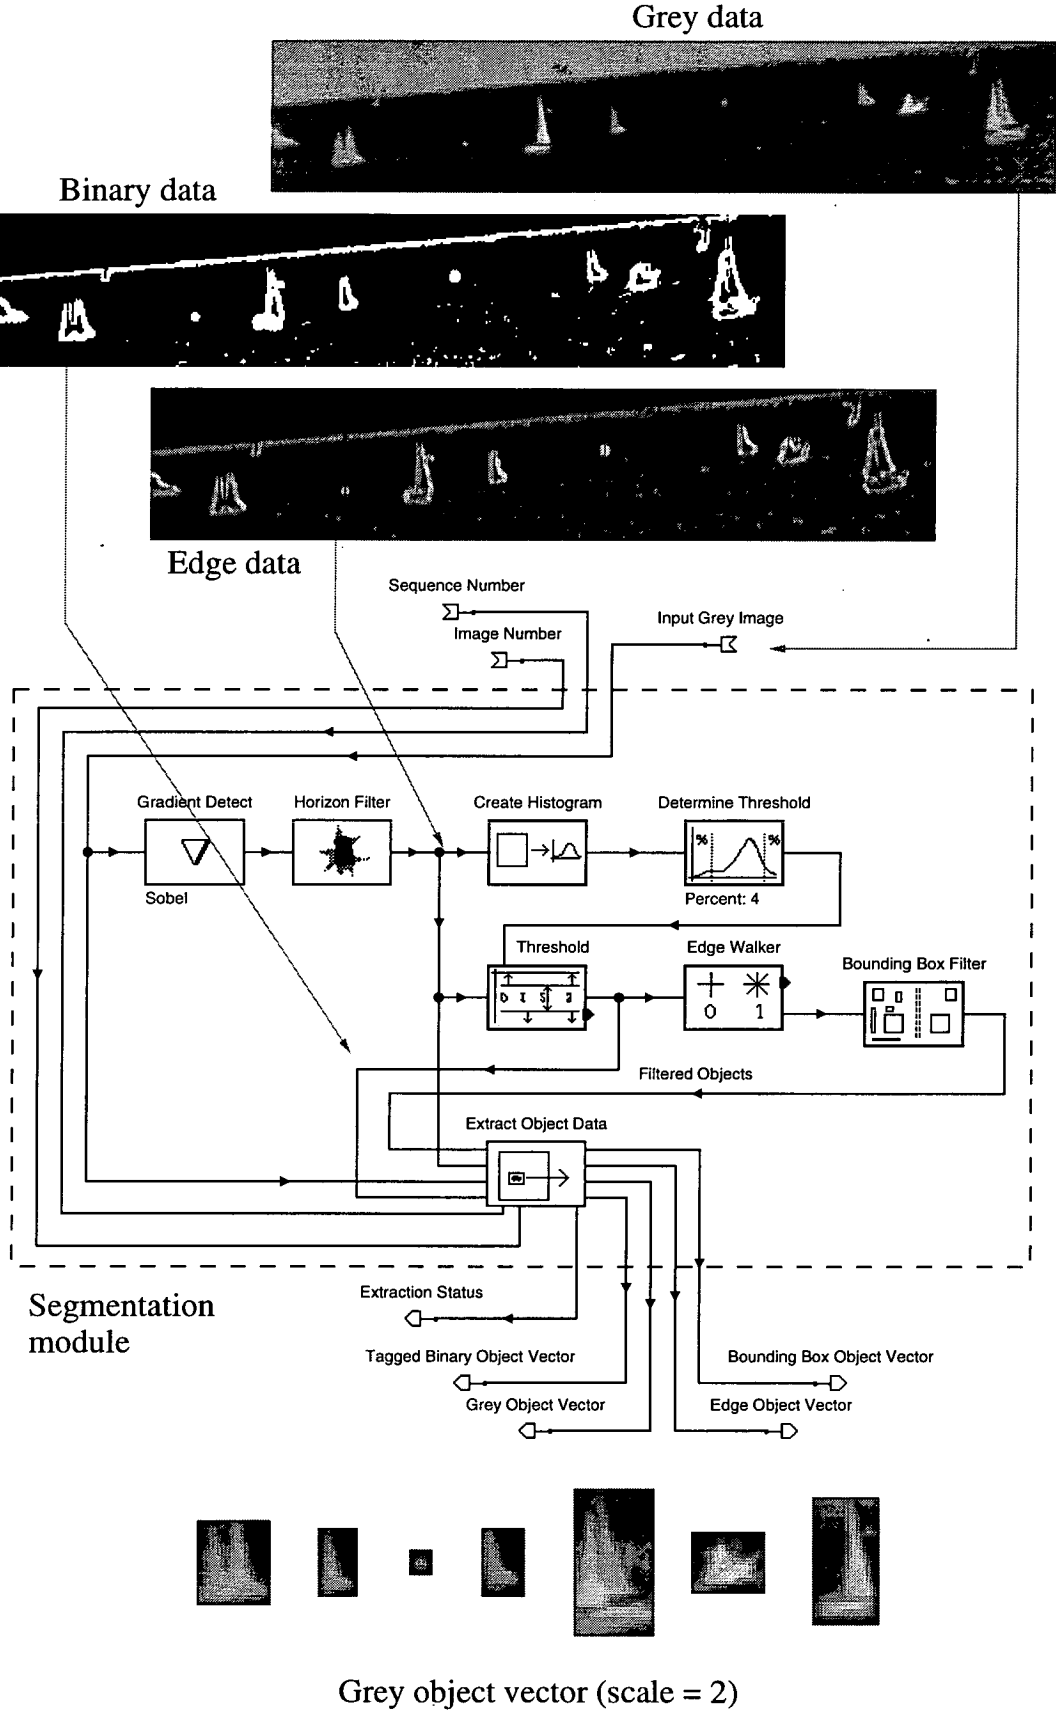 Grey data
Binary data
Edge data
Sequence Number
Image Number
Input Grey Image
Gradient Detect
Horizon Filter
Create Histogram
Determine Threshold
% %
Sobel
Percent: 4
Threshold
Edge Walker
Bounding Box Filter
0 1
Filtered Objects
Extract Object Data
Segmentation
module
Extraction Status
Tagged Binary Object Vector
Bounding Box Object Vector
Grey Object Vector
Edge Object Vector
Grey object vector (scale = 2)